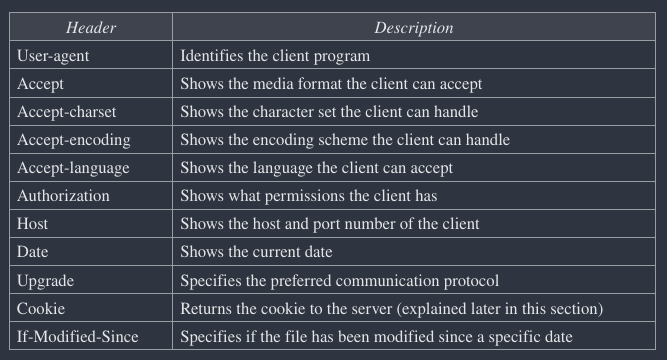 Header Description
User-agent Identifies the client program
Accept Shows the media format the client can accept
Accept-charset Shows the character set the client can handle
Accept-encoding Shows the encoding scheme the client can handle
Accept-language Shows the language the client can accept
Authorization Shows what permissions the client has
Host Shows the host and port number of the client
Date Shows the current date
Upgrade Specifies the preferred communication protocol
Cookie Returns the cookie to the server (explained later in this section)
If-Modified-Since Specifies if the file has been modified since a specific date